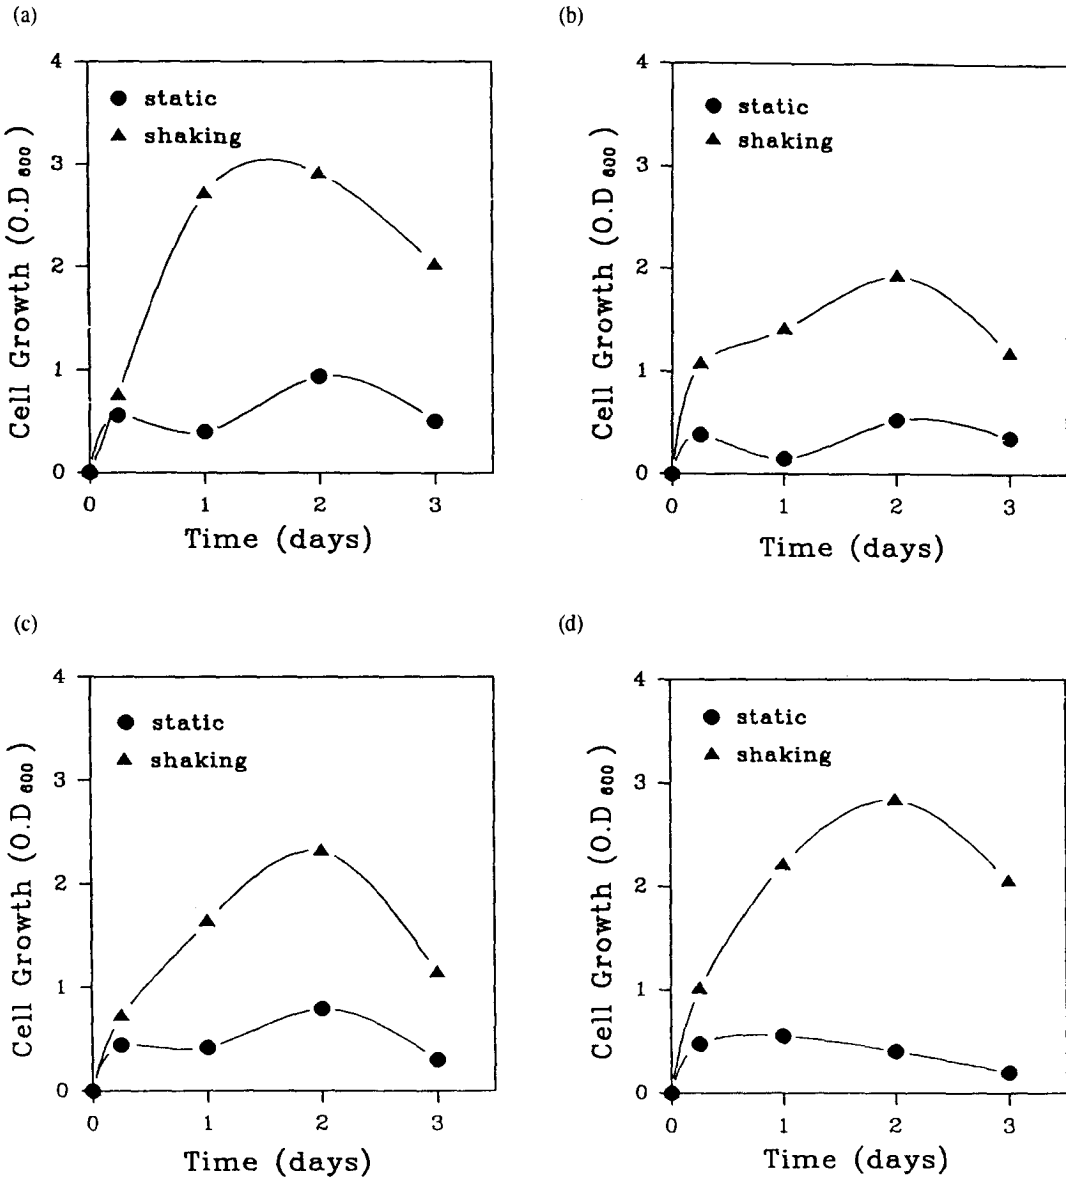 (a)
4
3
2
1
0
static
shaking
Cell Growth (O.D 600)
0 1 2 3
Time (days)
(b)
4
3
2
1
0
static
shaking
Cell Growth (O.D 600)
0 1 2 3
Time (days)
(c)
4
3
2
1
0
static
shaking
Cell Growth (O.D 600)
0 1 2 3
Time (days)
(d)
4
3
2
1
0
static
shaking
Cell Growth (O.D 600)
0 1 2 3
Time (days)